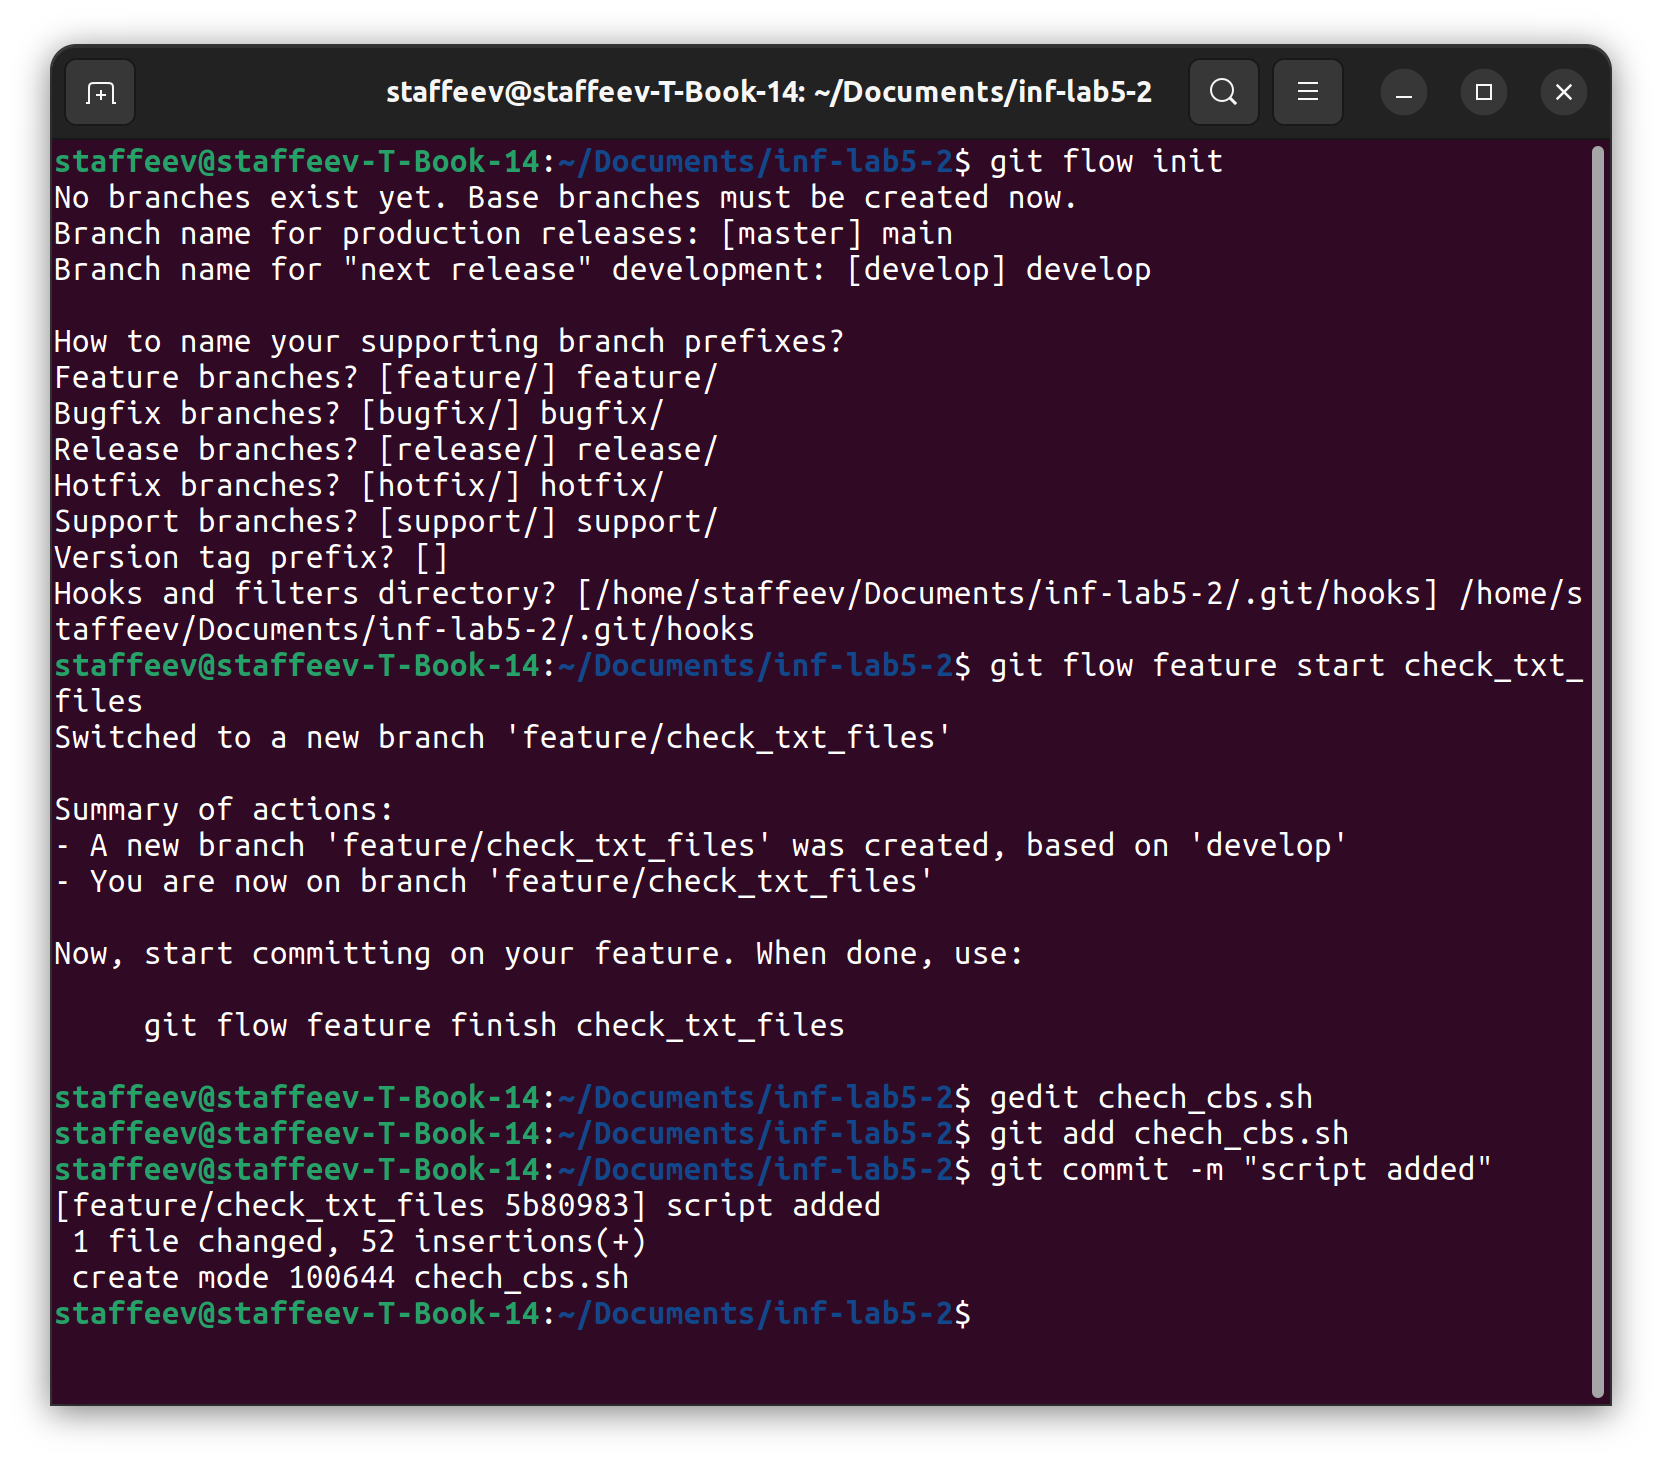 staffeev@staffeev-T-Book-14: ~/Documents/inf-lab5-2
staffeev@staffeev-T-Book-14:~/Documents/inf-lab5-2$ git flow init
No branches exist yet. Base branches must be created now.
Branch name for production releases: [master] main
Branch name for "next release" development: [develop] develop

How to name your supporting branch prefixes?
Feature branches? [feature/] feature/
Bugfix branches? [bugfix/] bugfix/
Release branches? [release/] release/
Hotfix branches? [hotfix/] hotfix/
Support branches? [support/] support/
Version tag prefix? []
Hooks and filters directory? [/home/staffeev/Documents/inf-lab5-2/.git/hooks] /home/s
taffeev/Documents/inf-lab5-2/.git/hooks
staffeev@staffeev-T-Book-14:~/Documents/inf-lab5-2$ git flow feature start check_txt_
files
Switched to a new branch 'feature/check_txt_files'

Summary of actions:
- A new branch 'feature/check_txt_files' was created, based on 'develop'
- You are now on branch 'feature/check_txt_files'

Now, start committing on your feature. When done, use:

     git flow feature finish check_txt_files

staffeev@staffeev-T-Book-14:~/Documents/inf-lab5-2$ gedit chech_cbs.sh
staffeev@staffeev-T-Book-14:~/Documents/inf-lab5-2$ git add chech_cbs.sh
staffeev@staffeev-T-Book-14:~/Documents/inf-lab5-2$ git commit -m "script added"
[feature/check_txt_files 5b80983] script added
 1 file changed, 52 insertions(+)
 create mode 100644 chech_cbs.sh
staffeev@staffeev-T-Book-14:~/Documents/inf-lab5-2$